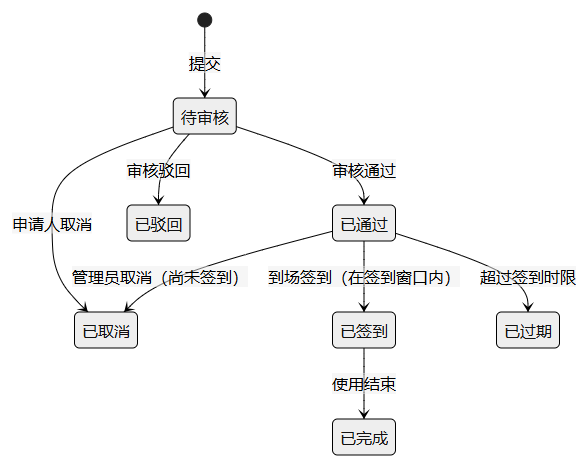 提交
待审核
审核驳回
审核通过
申请人取消
已驳回
已通过
管理员取消（尚未签到）
到场签到（在签到窗口内）
超过签到时限
已取消
已签到
已过期
使用结束
已完成